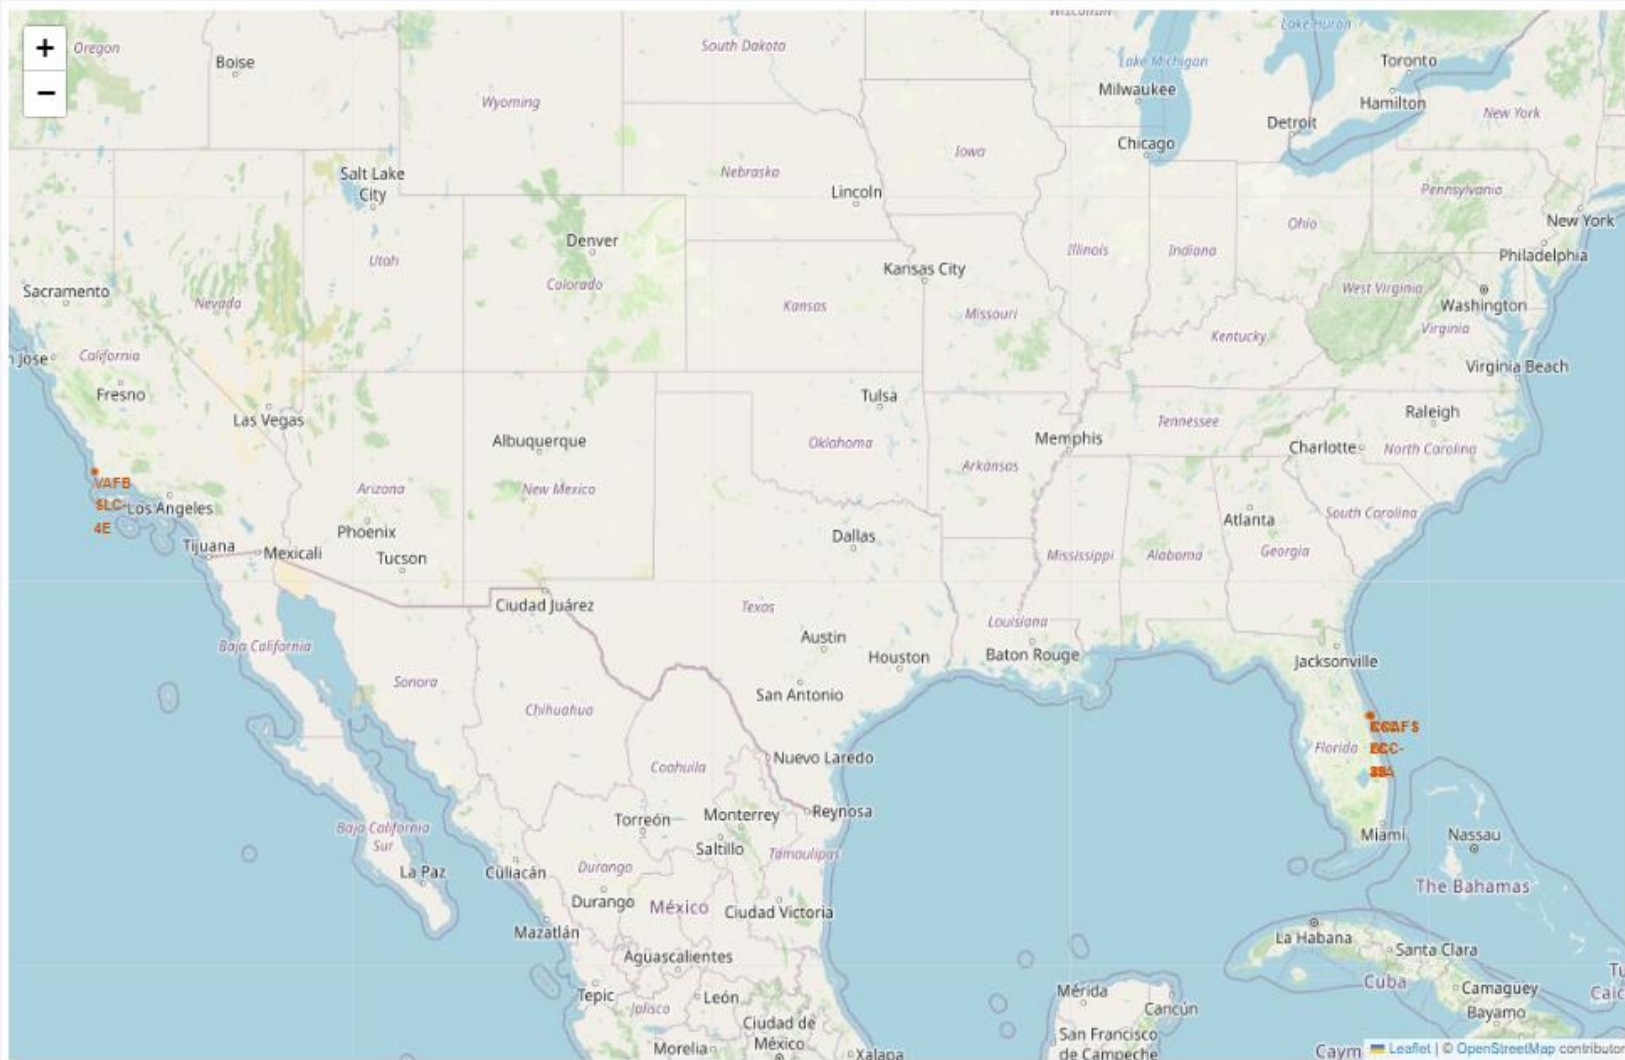 +
−
Oregon
Boise
South Dakota
Wisconsin
Lake Huron
Lake Michigan
Toronto
Hamilton
Milwaukee
Wyoming
New York
Detroit
Chicago
Iowa
Salt Lake
City
Nebraska
Lincoln
Pennsylvania
New York
Ohio
Denver
Illinois
Indiana
Philadelphia
Utah
Kansas City
Colorado
Sacramento
West Virginia
Nevada
Kansas
Missouri
Washington
Virginia
Kentucky
n Jose
California
Virginia Beach
Fresno
Tulsa
Las Vegas
Raleigh
Tennessee
Albuquerque
Oklahoma
Memphis
Charlotte
North Carolina
Arkansas
VAFB
SLC-
4E
Los Angeles
Arizona
New Mexico
South Carolina
Phoenix
Dallas
Atlanta
Tijuana
Mexicali
Tucson
Mississippi
Alabama
Georgia
Ciudad Juárez
Texas
Louisiana
Austin
Baja California
Houston
Baton Rouge
Jacksonville
Sonora
San Antonio
Chihuahua
Florida
Nuevo Laredo
Coahuila
Torreón
Monterrey
Reynosa
Baja California
Sur
Saltillo
Tamaulipas
Miami
Nassau
La Paz
Culiacán
Durango
The Bahamas
Durango
México
Ciudad Victoria
Mazatlán
La Habana
Santa Clara
Aguascalientes
Cuba
Camagüey
Tepic
León
Mérida
Cancún
Jalisco
Bayamo
Ciudad de
México
San Francisco
de Campeche
Morelia
Xalapa
Caym
Leaflet | © OpenStreetMap contributor